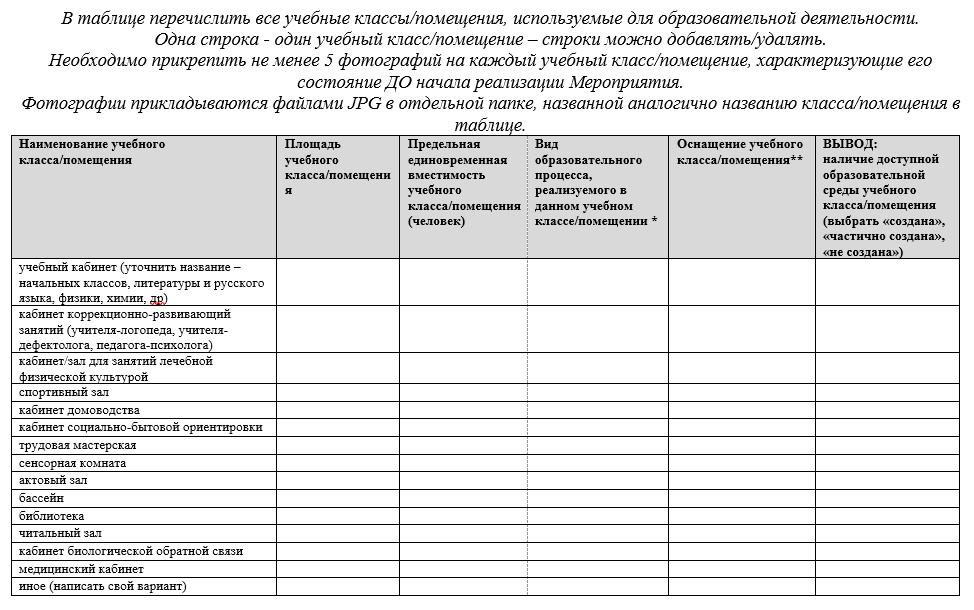 В таблице перечислить все учебные классы/помещения, используемые для образовательной деятельности.
Одна строка - один учебный класс/помещение – строки можно добавлять/удалять.
Необходимо прикрепить не менее 5 фотографий на каждый учебный класс/помещение, характеризующие его
состояние ДО начала реализации Мероприятия.
Фотографии прикладываются файлами JPG в отдельной папке, названной аналогично названию класса/помещения в
таблице.
Наименование учебного
класса/помещения
Площадь
учебного
класса/помещени
я
Предельная
единовременная
вместимость
учебного
класса/помещения
(человек)
Вид
образовательного
процесса,
реализуемого в
данном учебном
классе/помещении *
Оснащение учебного
класса/помещения**
ВЫВОД:
наличие доступной
образовательной
среды учебного
класса/помещения
(выбрать «создана»,
«частично создана»,
«не создана»)
учебный кабинет (уточнить название –
начальных классов, литературы и русского
языка, физики, химии, др)
кабинет коррекционно-развивающий
занятий (учителя-логопеда, учителя-
дефектолога, педагога-психолога)
кабинет/зал для занятий лечебной
физической культурой
спортивный зал
кабинет домоводства
кабинет социально-бытовой ориентировки
трудовая мастерская
сенсорная комната
актовый зал
бассейн
библиотека
читальный зал
кабинет биологической обратной связи
медицинский кабинет
иное (написать свой вариант)